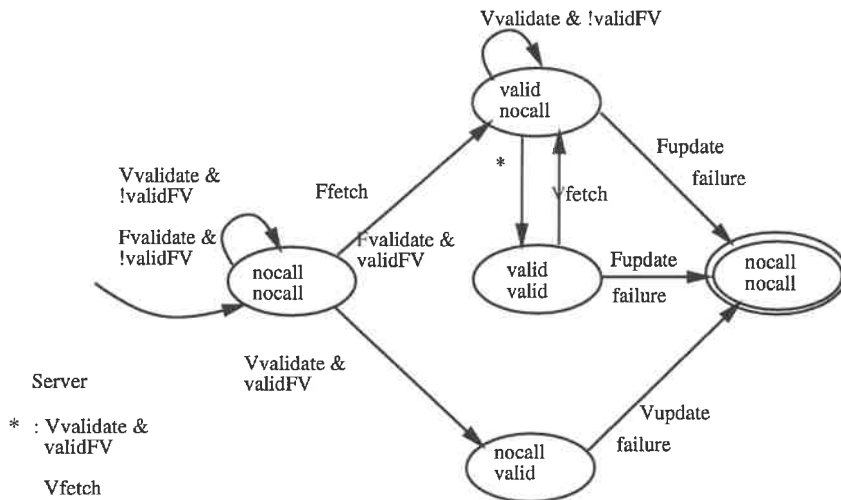 Vvalidate & !validFV
valid
nocall
Fupdate
failure
*
Vfetch
Vvalidate &
!validFV
Fvalidate &
!validFV
Ffetch
Fvalidate &
validFV
nocall
nocall
valid
valid
Fupdate
failure
nocall
nocall
Vvalidate &
validFV
Server
* : Vvalidate &
validFV
Vfetch
nocall
valid
Vupdate
failure